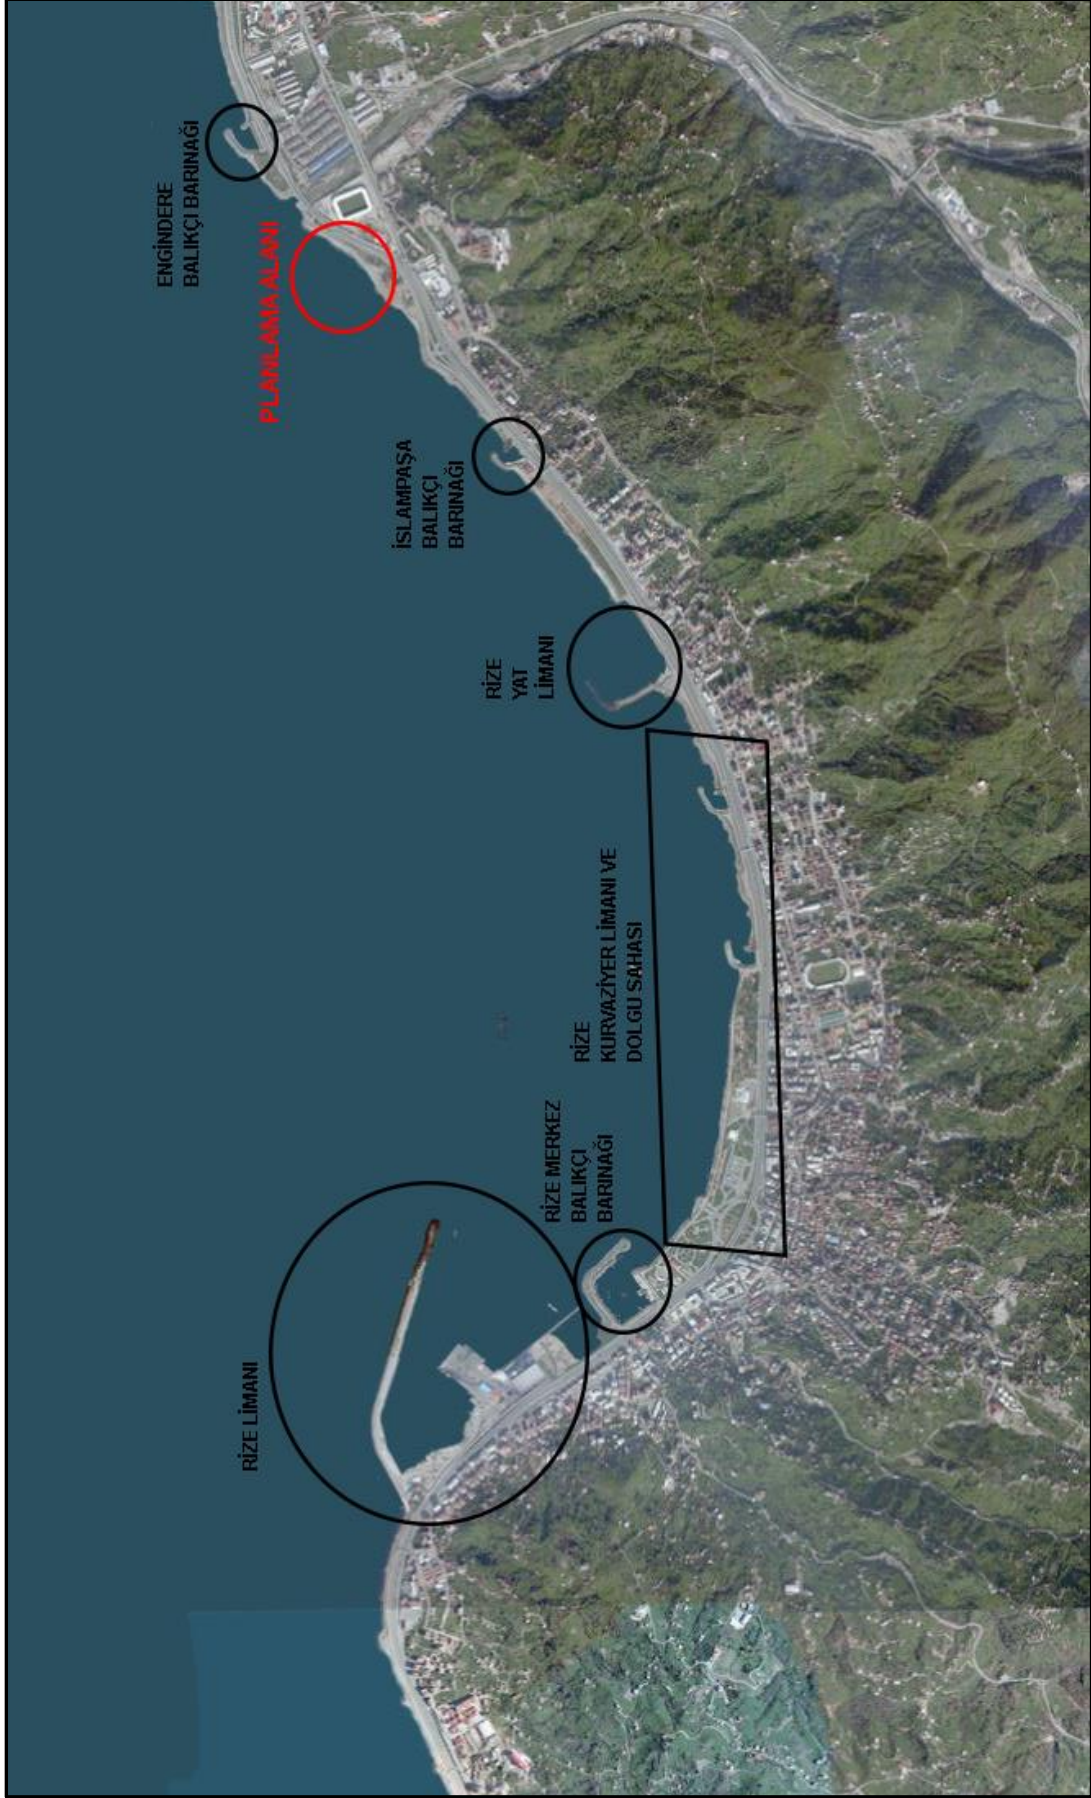 ENGİNDERE
BALIKÇI BARINAĞI
PLANLAMA ALANI
İSLAMPAŞA
BALIKÇI
BARINAĞI
RİZE
YAT
LİMANI
RİZE
KURVAZİYER LİMANI VE
DOLGU SAHASI
RİZE MERKEZ
BALIKÇI
BARINAĞI
RİZE LİMANI